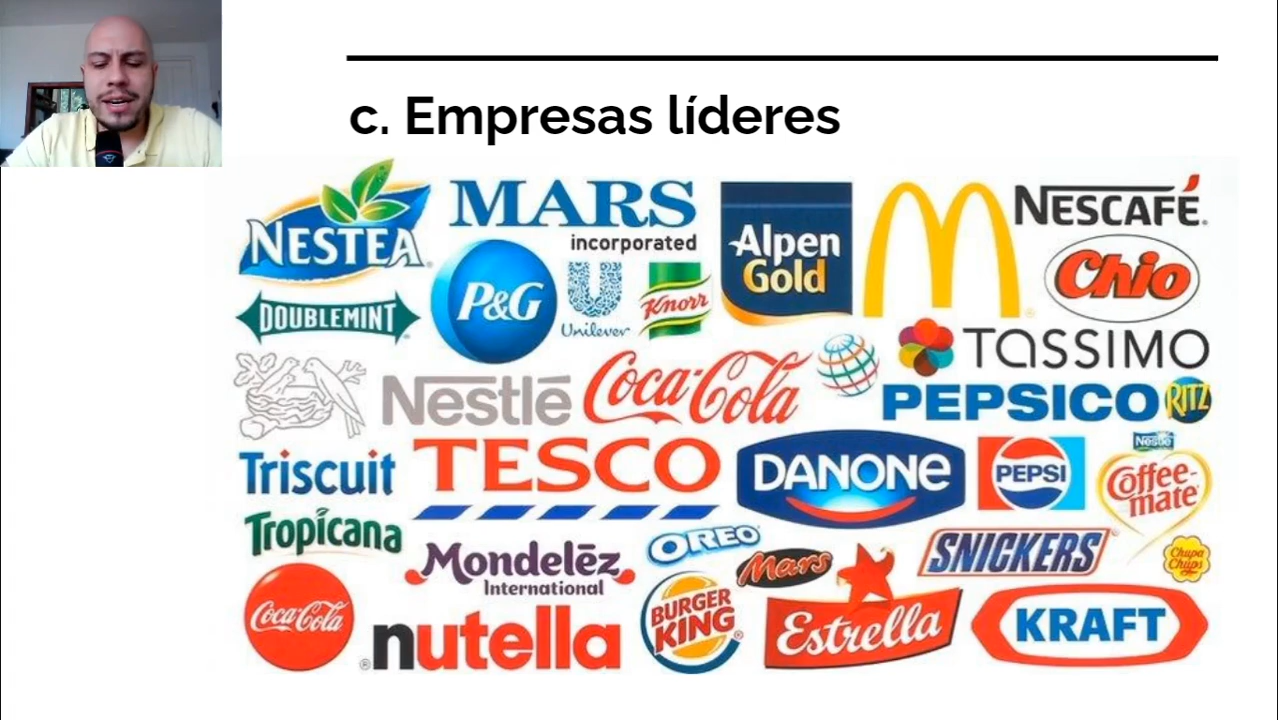 c. Empresas líderes
NESTEA
MARS
incorporated
Alpen
Gold
NESCAFÉ
Chio
DOUBLEMINT
P&G
Unilever
Knorr
TASSIMO
Nestlé
Coca-Cola
PEPSICO
RITZ
Triscuit
TESCO
DANONE
PEPSI
Nestlé
Coffee-
mate
Tropicana
Mondelēz
International
OREO
Mars
SNICKERS
Chupa
Chups
Coca-Cola
nutella
BURGER
KING
Estrella
KRAFT